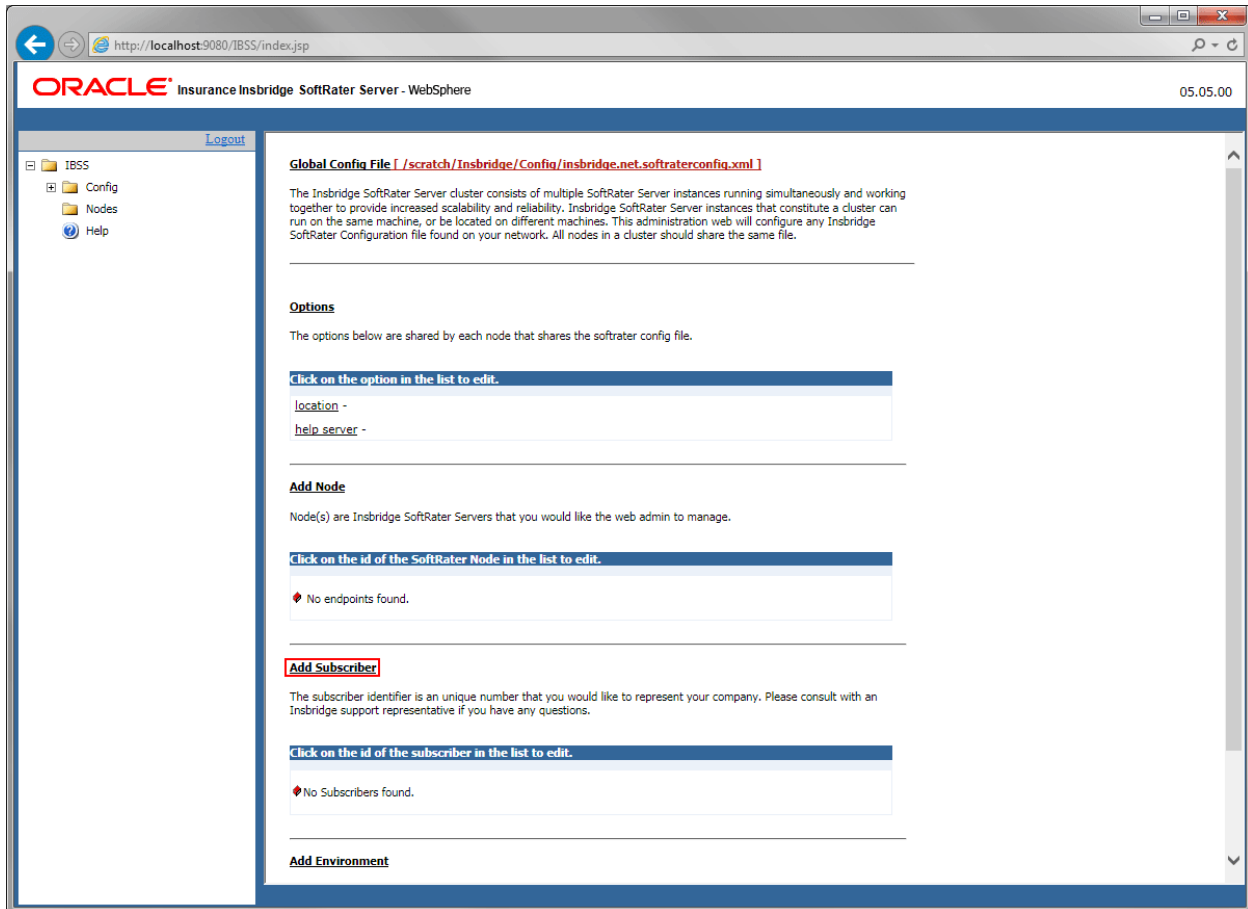 http://localhost:9080/IBSS/index.jsp
ORACLE Insurance Insbridge SoftRater Server - WebSphere
05.05.00
Logout
IBSS
Config
Nodes
Help
Global Config File [ /scratch/Insbridge/Config/insbridge.net.softraterconfig.xml ]
The Insbridge SoftRater Server cluster consists of multiple SoftRater Server instances running simultaneously and working
together to provide increased scalability and reliability. Insbridge SoftRater Server instances that constitute a cluster can
run on the same machine, or be located on different machines. This administration web will configure any Insbridge
SoftRater Configuration file found on your network. All nodes in a cluster should share the same file.
Options
The options below are shared by each node that shares the softrater config file.
Click on the option in the list to edit.
location -
help server -
Add Node
Node(s) are Insbridge SoftRater Servers that you would like the web admin to manage.
Click on the id of the SoftRater Node in the list to edit.
No endpoints found.
Add Subscriber
The subscriber identifier is an unique number that you would like to represent your company. Please consult with an
Insbridge support representative if you have any questions.
Click on the id of the subscriber in the list to edit.
No Subscribers found.
Add Environment